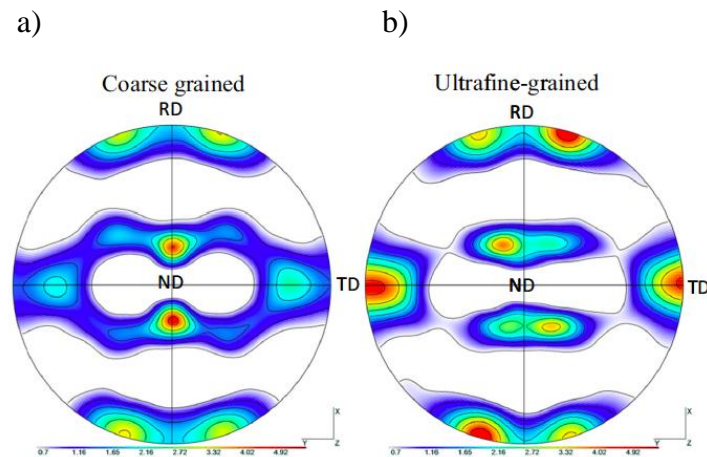 a)
b)
Coarse grained
Ultrafine-grained
RD
RD
ND
TD
ND
TD
X
Y
Z
X
Y
Z
0.7 1.16 1.65 2.16 2.72 3.32 4.02 4.92
0.7 1.16 1.65 2.16 2.72 3.32 4.02 4.92